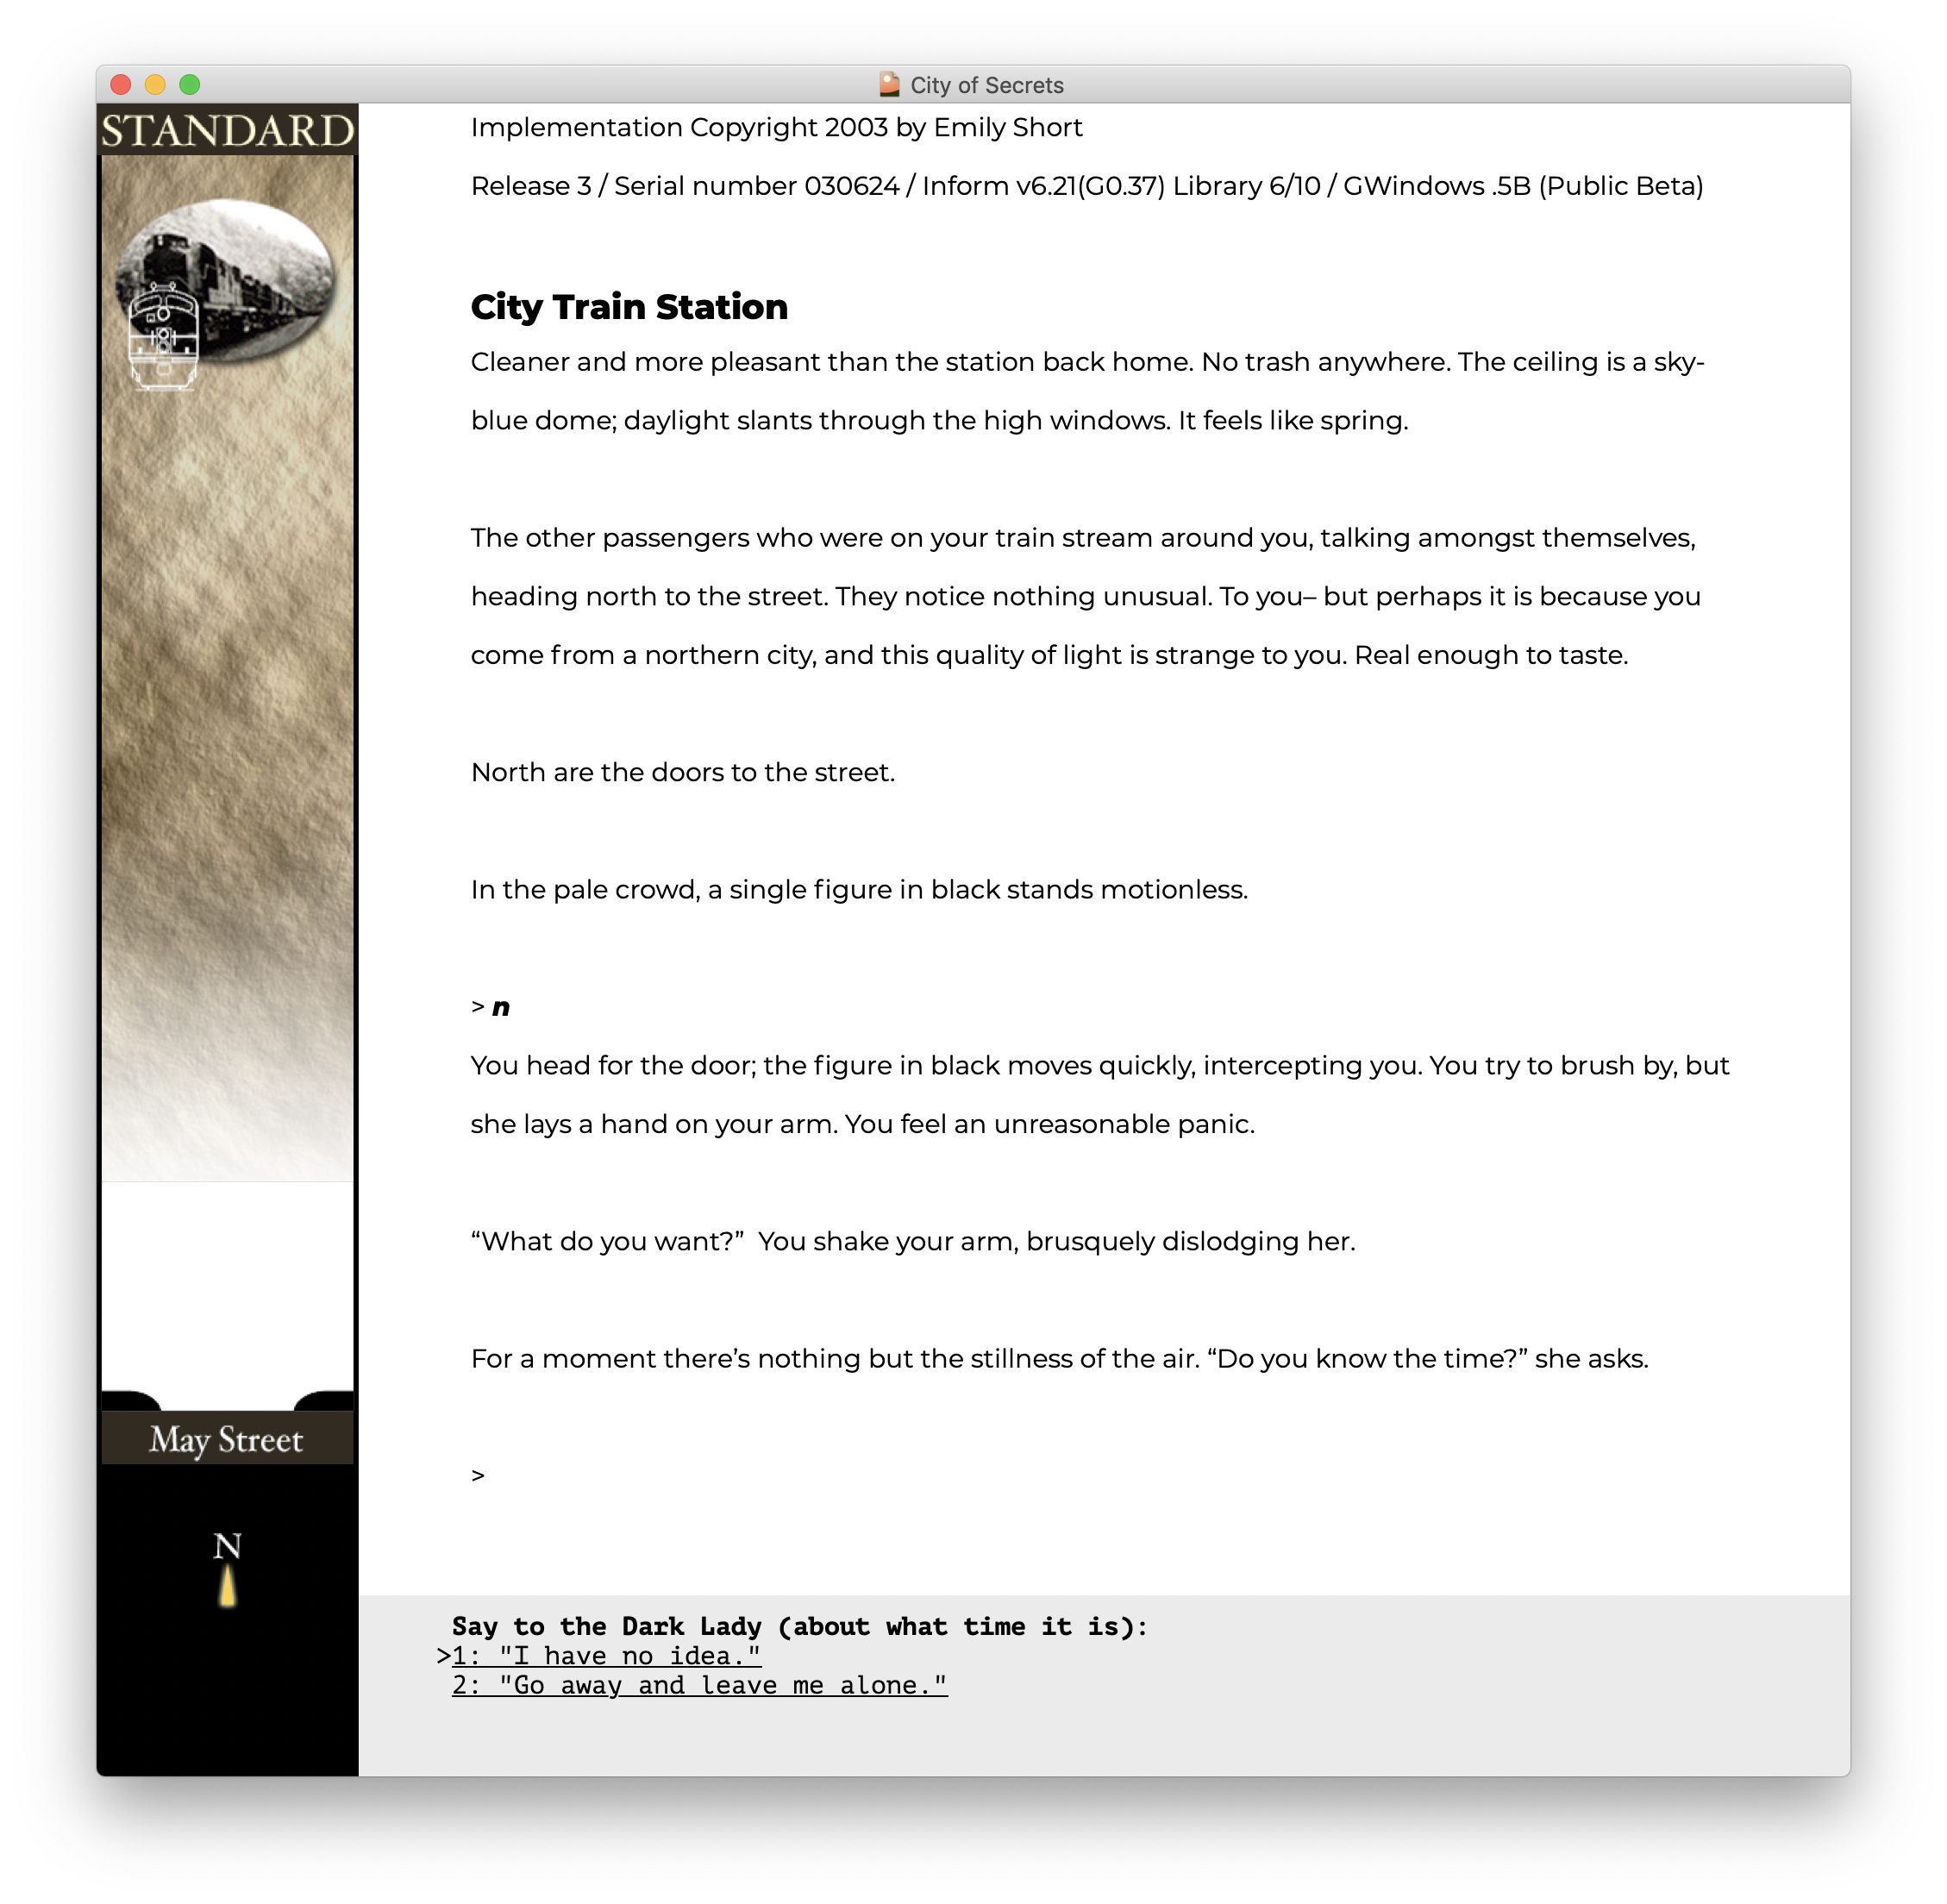 City of Secrets
STANDARD
May Street
N
Implementation Copyright 2003 by Emily Short
Release 3 / Serial number 030624 / Inform v6.21(G0.37) Library 6/10 / GWindows .5B (Public Beta)
City Train Station
Cleaner and more pleasant than the station back home. No trash anywhere. The ceiling is a sky-
blue dome; daylight slants through the high windows. It feels like spring.
The other passengers who were on your train stream around you, talking amongst themselves,
heading north to the street. They notice nothing unusual. To you– but perhaps it is because you
come from a northern city, and this quality of light is strange to you. Real enough to taste.
North are the doors to the street.
In the pale crowd, a single figure in black stands motionless.
> n
You head for the door; the figure in black moves quickly, intercepting you. You try to brush by, but
she lays a hand on your arm. You feel an unreasonable panic.
“What do you want?”  You shake your arm, brusquely dislodging her.
For a moment there’s nothing but the stillness of the air. “Do you know the time?” she asks.
>
Say to the Dark Lady (about what time it is):
>1: "I have no idea."
2: "Go away and leave me alone."